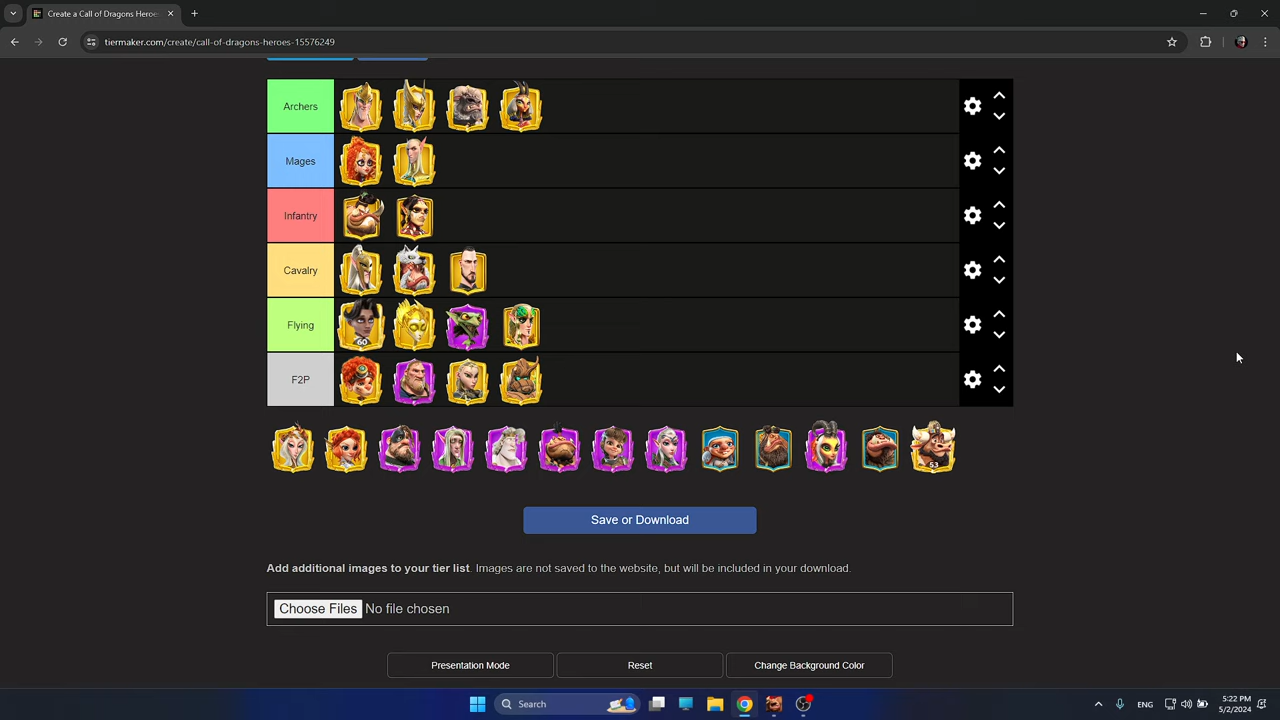 Create a Call of Dragons Heroes
tiermaker.com/create/call-of-dragons-heroes-15576249
Archers
Mages
Infantry
Cavalry
Flying
60
F2P
53
Save or Download
Add additional images to your tier list. Images are not saved to the website, but will be included in your download.
Choose Files No file chosen
Presentation Mode
Reset
Change Background Color
Search
ENG
5:22 PM
5/2/2024